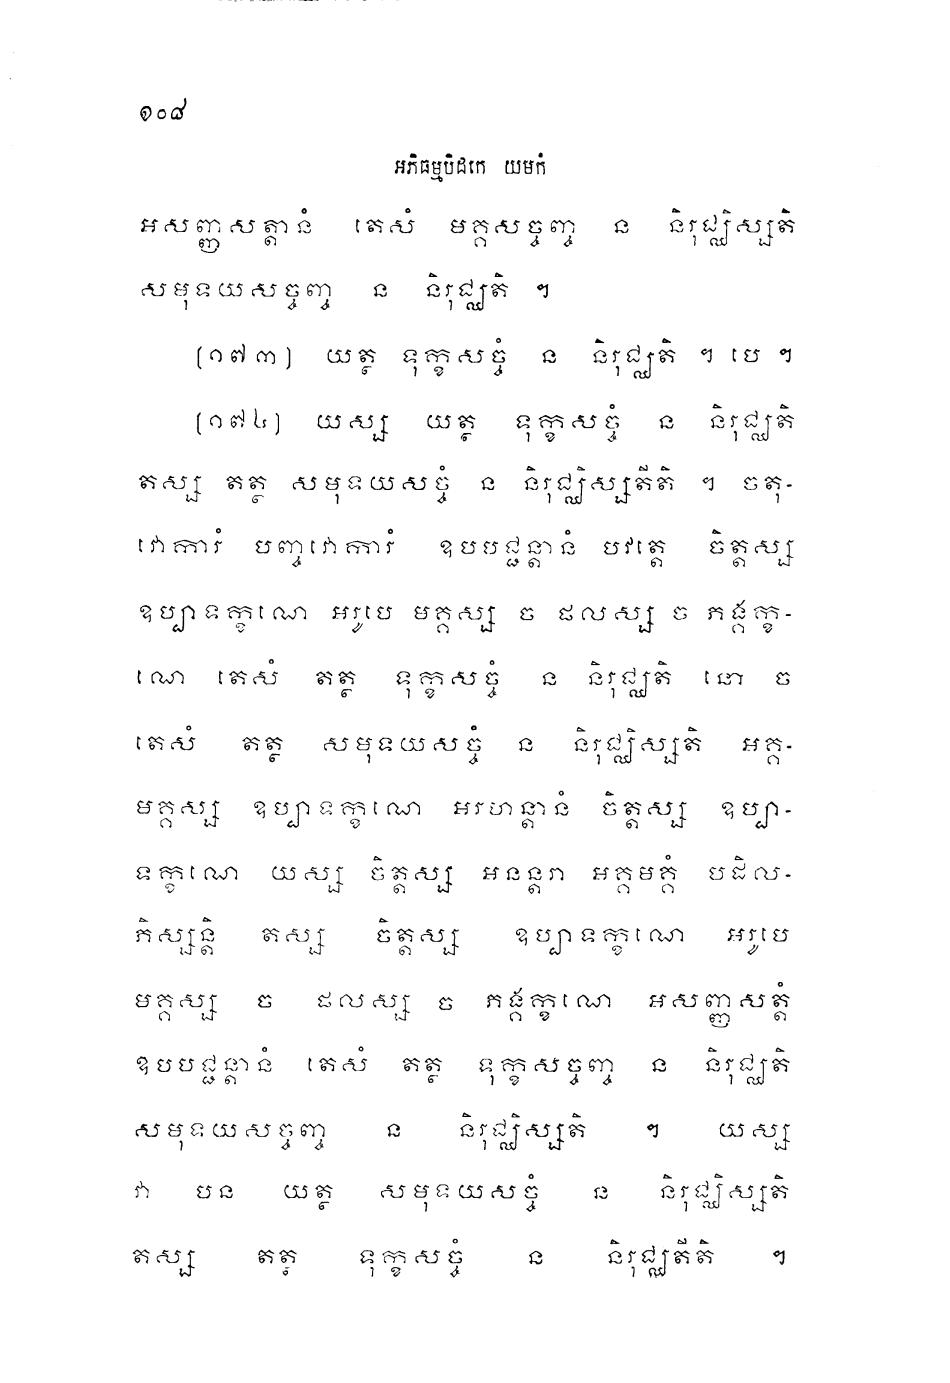 ១០៨
អភិធម្មបិដកេ យមកំ
អសញ្ញសត្តានំ តេសំ មគ្គសច្ចញ្ច ន និរុជ្ឈិស្សតិ
សមុទយសច្ចញ្ច ន និរុជ្ឈតិ ។
(១៧៣) យត្ថ ទុក្ខសច្ចំ ន និរុជ្ឈតិ ។ បេ ។
(១៧៤) យស្ស យត្ថ ទុក្ខសច្ចំ ន និរុជ្ឈតិ
តស្ស តត្ថ សមុទយសច្ចំ ន និរុជ្ឈិស្សតីតិ ។ ចតុ-
វោការំ បញ្ចវោការំ ឧបបជ្ជន្តានំ បវត្តេ ចិត្តស្ស
ឧប្បាទក្ខណេ អរូបេ មគ្គស្ស ច ផលស្ស ច ភង្គក្ខ-
ណេ តេសំ តត្ថ ទុក្ខសច្ចំ ន និរុជ្ឈតិ នោ ច
តេសំ តត្ថ សមុទយសច្ចំ ន និរុជ្ឈិស្សតិ អគ្គ-
មគ្គស្ស ឧប្បាទក្ខណេ អរហន្តានំ ចិត្តស្ស ឧប្បា-
ទក្ខណេ យស្ស ចិត្តស្ស អនន្តរា អគ្គមគ្គំ បដិល-
ភិស្សន្តិ តស្ស ចិត្តស្ស ឧប្បាទក្ខណេ អរូបេ
មគ្គស្ស ច ផលស្ស ច ភង្គក្ខណេ អសញ្ញសត្តំ
ឧបបជ្ជន្តានំ តេសំ តត្ថ ទុក្ខសច្ចញ្ច ន និរុជ្ឈតិ
សមុទយសច្ចញ្ច ន និរុជ្ឈិស្សតិ ។ យស្ស
វា បន យត្ថ សមុទយសច្ចំ ន និរុជ្ឈិស្សតិ
តស្ស តត្ថ ទុក្ខសច្ចំ ន និរុជ្ឈតីតិ ។